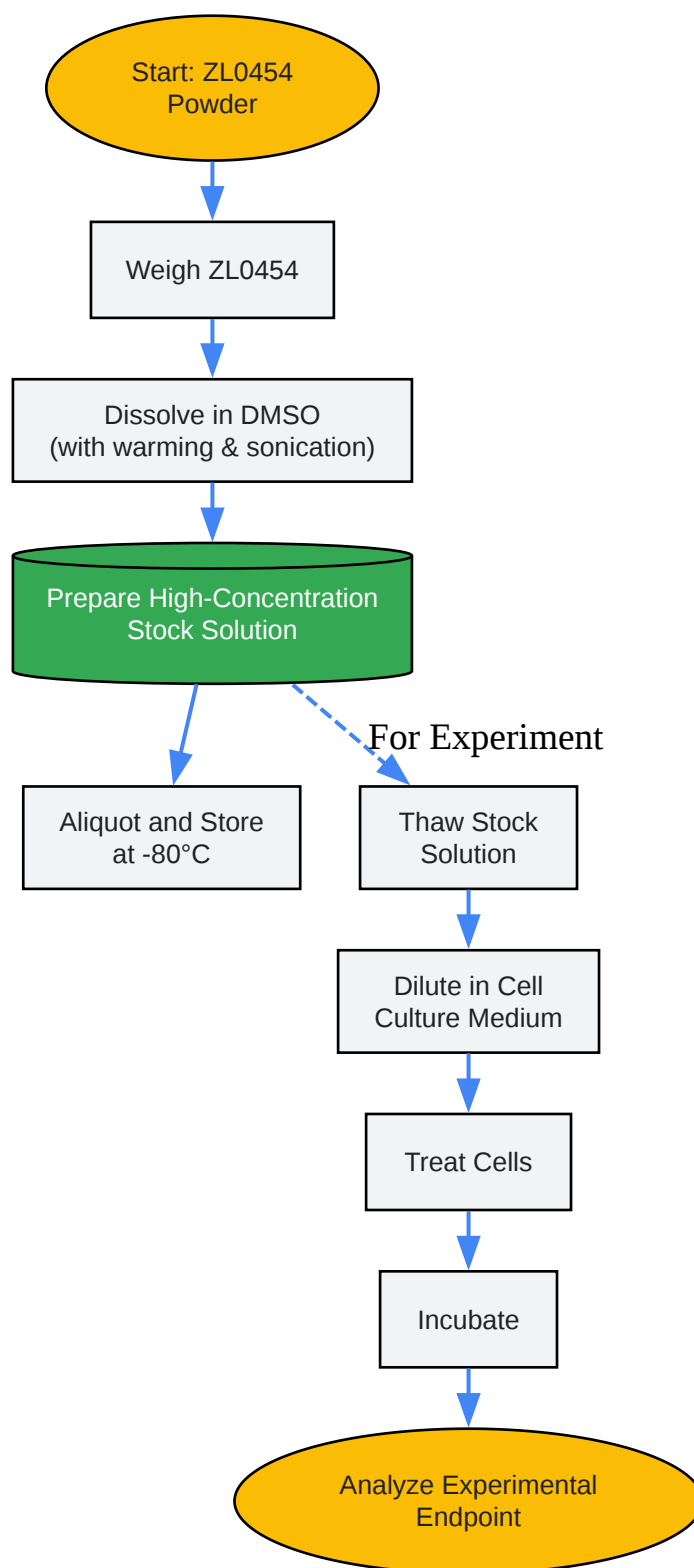 Start: ZL0454
Powder
Weigh ZL0454
Dissolve in DMSO
(with warming & sonication)
Prepare High-Concentration
Stock Solution
For Experiment
Aliquot and Store
at -80°C
Thaw Stock
Solution
Dilute in Cell
Culture Medium
Treat Cells
Incubate
Analyze Experimental
Endpoint